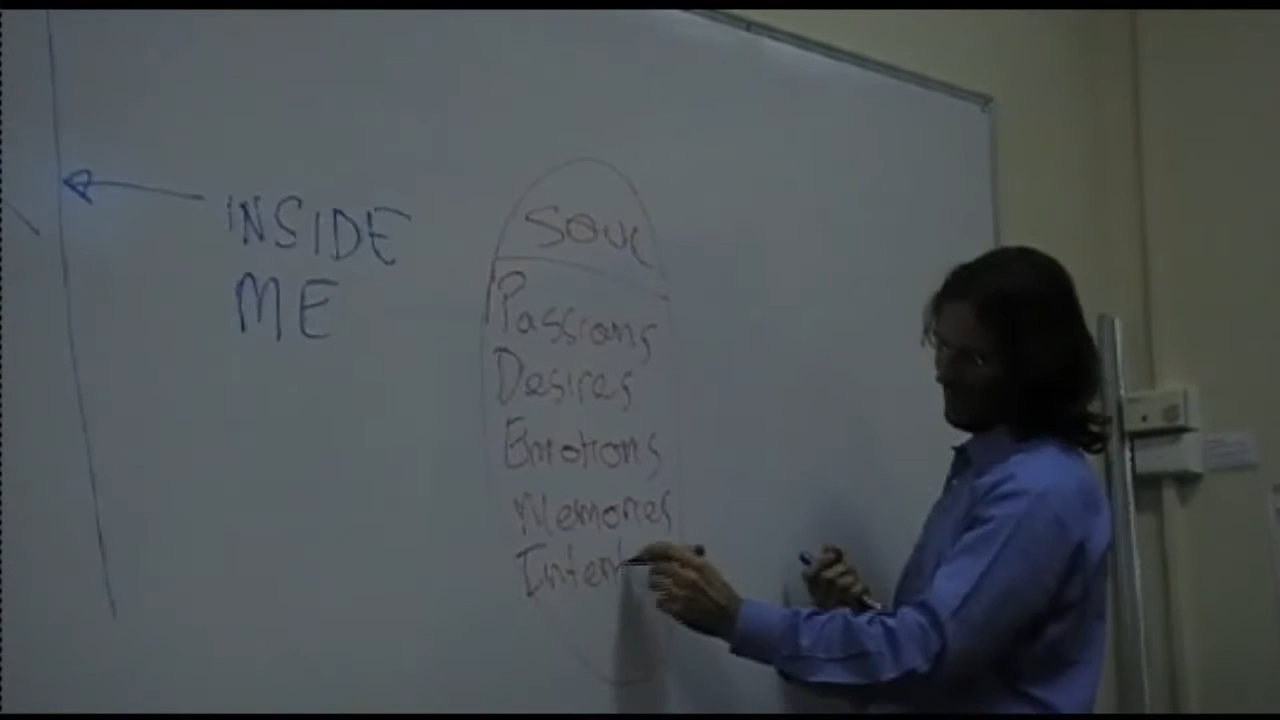 INSIDE
ME
SOUL
Passions
Desires
Emotions
Memories
Intent